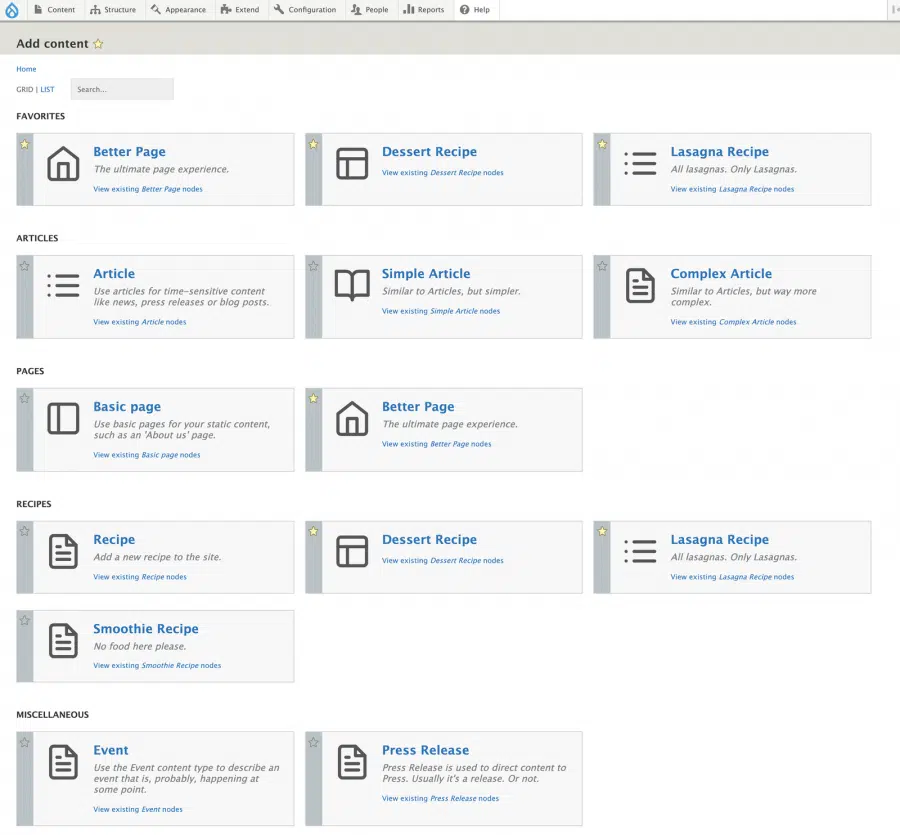 Content Structure Appearance Extend Configuration People Reports Help
Add content
Home
GRID | LIST Search...
FAVORITES
Better Page
The ultimate page experience.
View existing Better Page nodes
Dessert Recipe
View existing Dessert Recipe nodes
Lasagna Recipe
All lasagnas. Only Lasagnas.
View existing Lasagna Recipe nodes
ARTICLES
Article
Use articles for time-sensitive content
like news, press releases or blog posts.
View existing Article nodes
Simple Article
Similar to Articles, but simpler.
View existing Simple Article nodes
Complex Article
Similar to Articles, but way more
complex.
View existing Complex Article nodes
PAGES
Basic page
Use basic pages for your static content,
such as an 'About us' page.
View existing Basic page nodes
Better Page
The ultimate page experience.
View existing Better Page nodes
RECIPES
Recipe
Add a new recipe to the site.
View existing Recipe nodes
Dessert Recipe
View existing Dessert Recipe nodes
Lasagna Recipe
All lasagnas. Only Lasagnas.
View existing Lasagna Recipe nodes
Smoothie Recipe
No food here please.
View existing Smoothie Recipe nodes
MISCELLANEOUS
Event
Use the Event content type to describe an
event that is, probably, happening at
some point.
View existing Event nodes
Press Release
Press Release is used to direct content to
Press. Usually it's a release. Or not.
View existing Press Release nodes